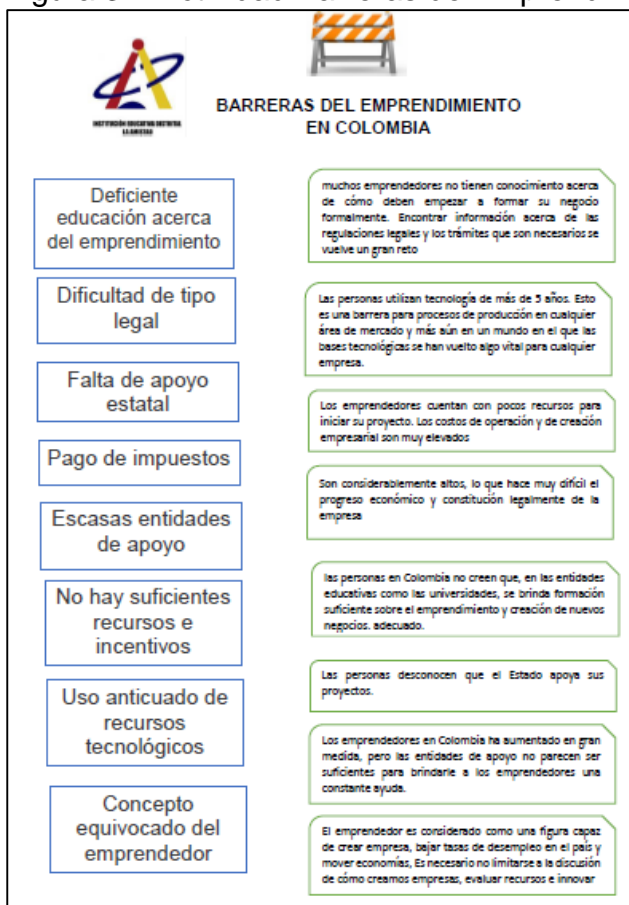 BARRERAS DEL EMPRENDIMIENTO
EN COLOMBIA
INSTITUCIÓN EDUCATIVA DISTRITAL
LA AMISTAD
Deficiente
educación acerca
del emprendimiento
Dificultad de tipo
legal
Falta de apoyo
estatal
Pago de impuestos
Escasas entidades
de apoyo
No hay suficientes
recursos e
incentivos
Uso anticuado de
recursos
tecnológicos
Concepto
equivocado del
emprendedor
muchos emprendedores no tienen conocimiento acerca
de cómo deben empezar a formar su negocio
formalmente. Encontrar información acerca de las
regulaciones legales y los trámites que son necesarios se
vuelve un gran reto
Las personas utilizan tecnología de más de 5 años. Esto
es una barrera para procesos de producción en cualquier
área de mercado y más aún en un mundo en el que las
bases tecnológicas se han vuelto algo vital para cualquier
empresa.
Los emprendedores cuentan con pocos recursos para
iniciar su proyecto. Los costos de operación y de creación
empresarial son muy elevados
Son considerablemente altos, lo que hace muy difícil el
progreso económico y constitución legalmente de la
empresa
las personas en Colombia no creen que, en las entidades
educativas como las universidades, se brinda formación
suficiente sobre el emprendimiento y creación de nuevos
negocios. adecuado.
Las personas desconocen que el Estado apoya sus
proyectos.
Los emprendedores en Colombia ha aumentado en gran
medida, pero las entidades de apoyo no parecen ser
suficientes para brindarle a los emprendedores una
constante ayuda.
El emprendedor es considerado como una figura capaz
de crear empresa, bajar tasas de desempleo en el país y
mover economías, Es necesario no limitarse a la discusión
de cómo creamos empresas, evaluar recursos e innovar